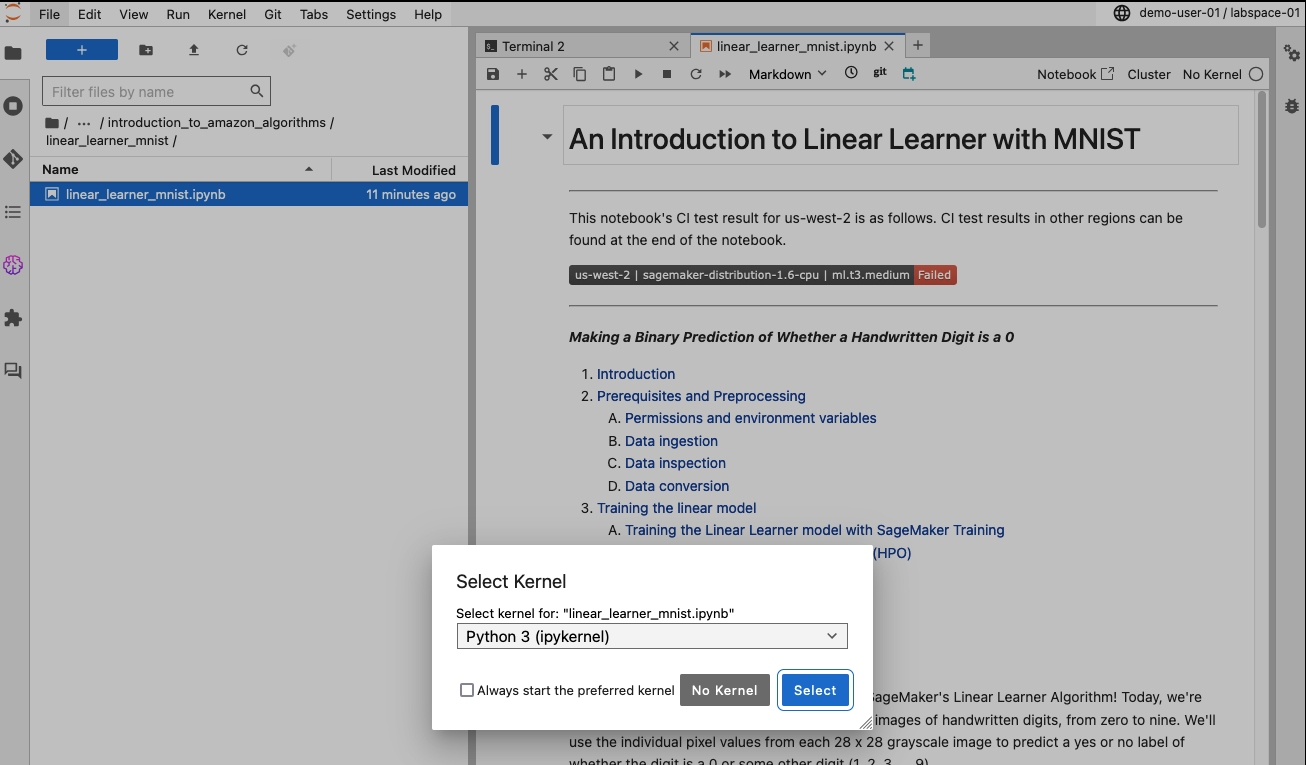 File Edit View Run Kernel Git Tabs Settings Help
demo-user-01 / labspace-01
Filter files by name
/ ... / introduction_to_amazon_algorithms /
linear_learner_mnist /
Name Last Modified
linear_learner_mnist.ipynb 11 minutes ago
Terminal 2
linear_learner_mnist.ipynb
Markdown
git
Notebook
Cluster
No Kernel
An Introduction to Linear Learner with MNIST
This notebook's CI test result for us-west-2 is as follows. CI test results in other regions can be
found at the end of the notebook.
us-west-2 | sagemaker-distribution-1.6-cpu | ml.t3.medium Failed
Making a Binary Prediction of Whether a Handwritten Digit is a 0
1. Introduction
2. Prerequisites and Preprocessing
A. Permissions and environment variables
B. Data ingestion
C. Data inspection
D. Data conversion
3. Training the linear model
A. Training the Linear Learner model with SageMaker Training
(HPO)
Select Kernel
Select kernel for: "linear_learner_mnist.ipynb"
Python 3 (ipykernel)
Always start the preferred kernel
No Kernel
Select
SageMaker's Linear Learner Algorithm! Today, we're
images of handwritten digits, from zero to nine. We'll
use the individual pixel values from each 28 x 28 grayscale image to predict a yes or no label of
whether the digit is a 0 or some other digit (1, 2, 3, ... 9).